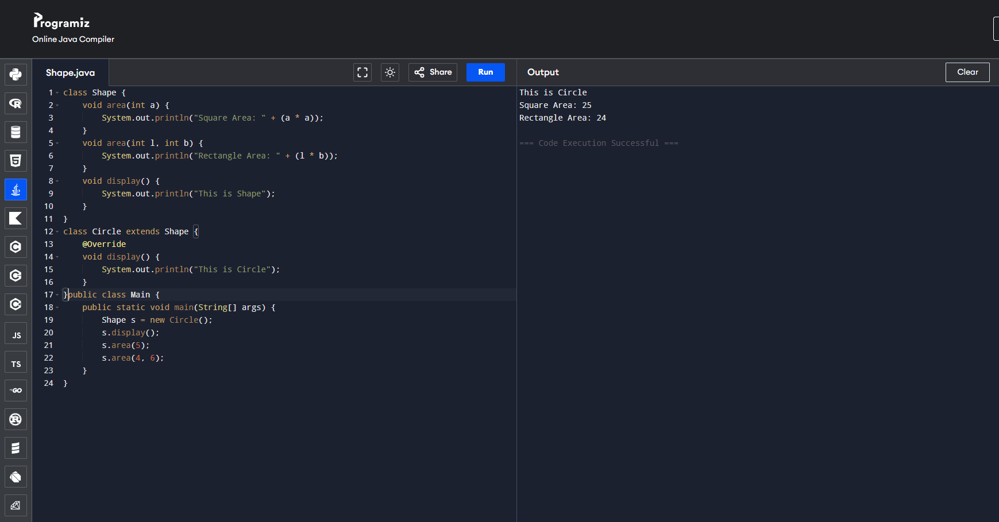 Programiz
Online Java Compiler
Shape.java
Share
Run
Output
Clear
1 class Shape {
2     void area(int a) {
3         System.out.println("Square Area: " + (a * a));
4     }
5     void area(int l, int b) {
6         System.out.println("Rectangle Area: " + (l * b));
7     }
8     void display() {
9         System.out.println("This is Shape");
10     }
11 }
12 class Circle extends Shape {
13     @Override
14     void display() {
15         System.out.println("This is Circle");
16     }
17 }public class Main {
18     public static void main(String[] args) {
19         Shape s = new Circle();
20         s.display();
21         s.area(5);
22         s.area(4, 6);
23     }
24 }
This is Circle
Square Area: 25
Rectangle Area: 24
=== Code Execution Successful ===
R
5
C
C
C
JS
TS
GO
R